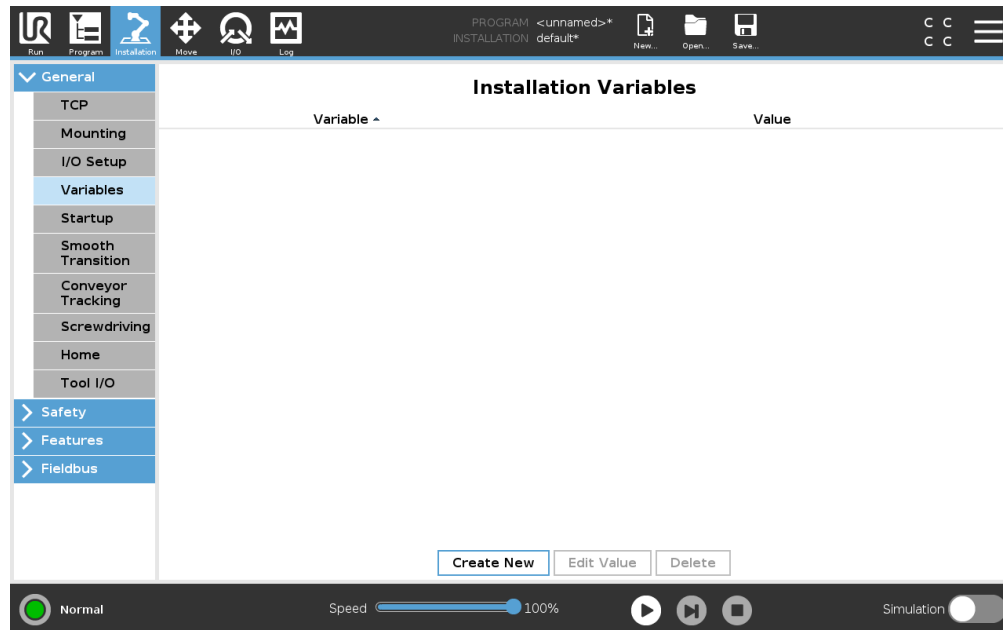 UR
Run
Program
Installation
Move
I/O
Log
PROGRAM <unnamed>*
INSTALLATION default*
New...
Open...
Save...
C C
C C
General
TCP
Mounting
I/O Setup
Variables
Startup
Smooth
Transition
Conveyor
Tracking
Screwdriving
Home
Tool I/O
Safety
Features
Fieldbus
Installation Variables
Variable Value
Create New Edit Value Delete
Normal Speed 100% Simulation